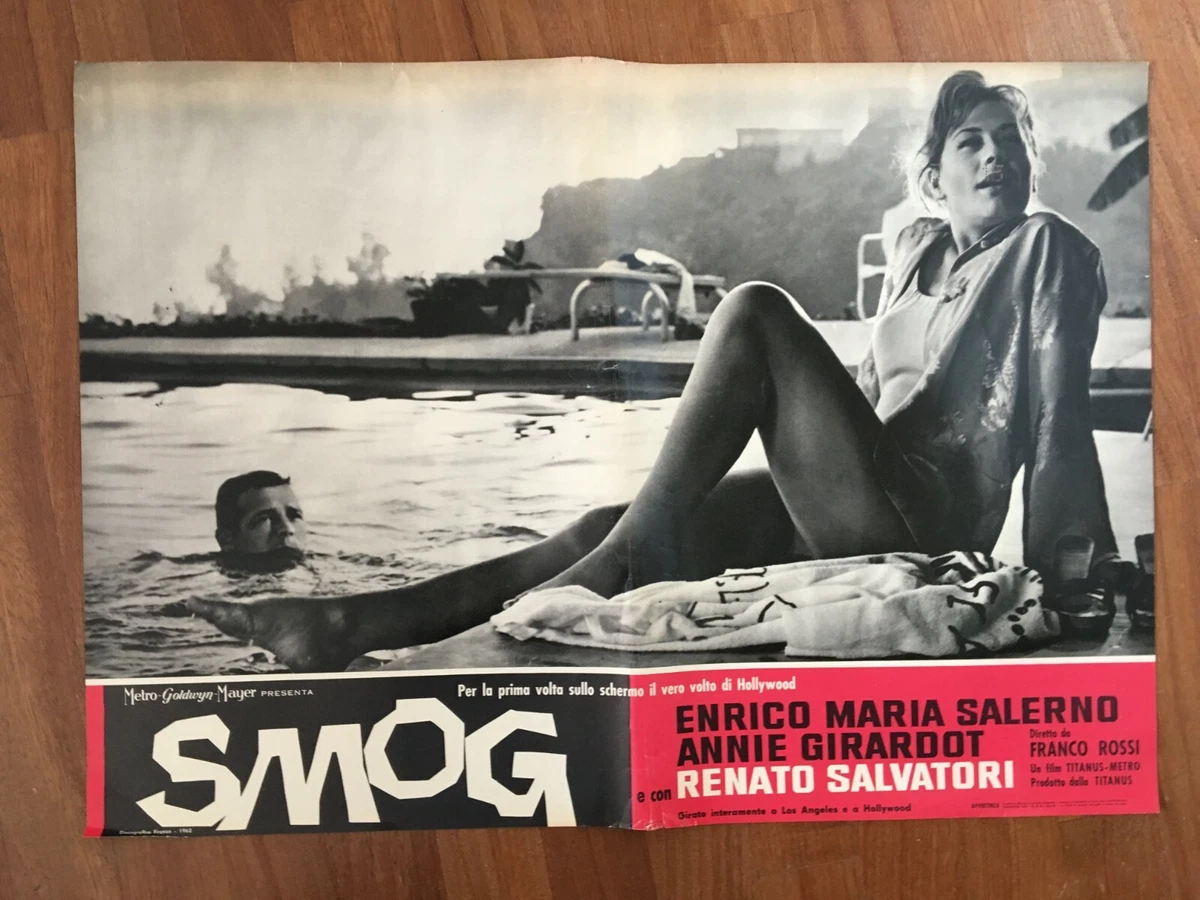 Metro-Goldwyn-Mayer PRESENTA
Per la prima volta sullo schermo il vero volto di Hollywood
SMOG
ENRICO MARIA SALERNO
ANNIE GIRARDOT
e con RENATO SALVATORI
Diretto da
FRANCO ROSSI
Un film TITANUS-METRO
Prodotto dalla TITANUS
Girato interamente a Los Angeles e a Hollywood
1962